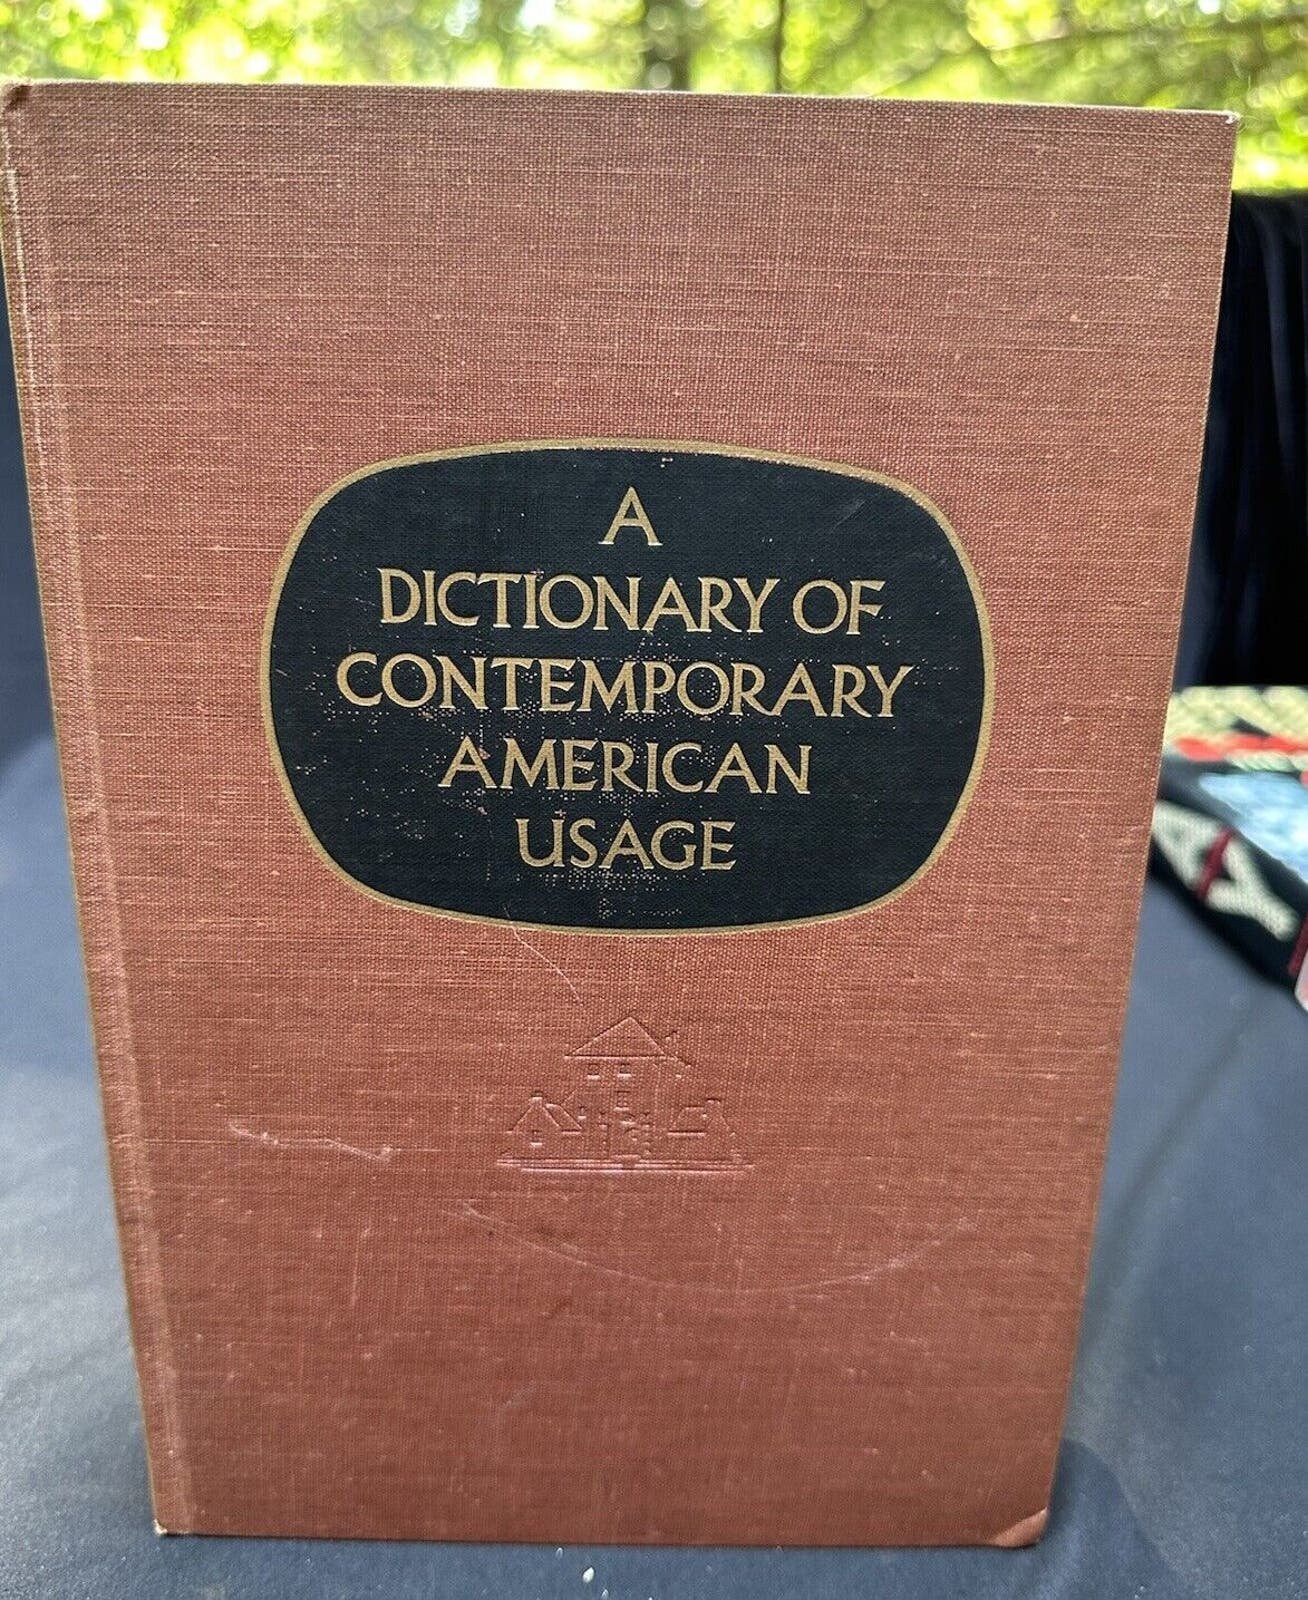 A
DICTIONARY OF
CONTEMPORARY
AMERICAN
USAGE